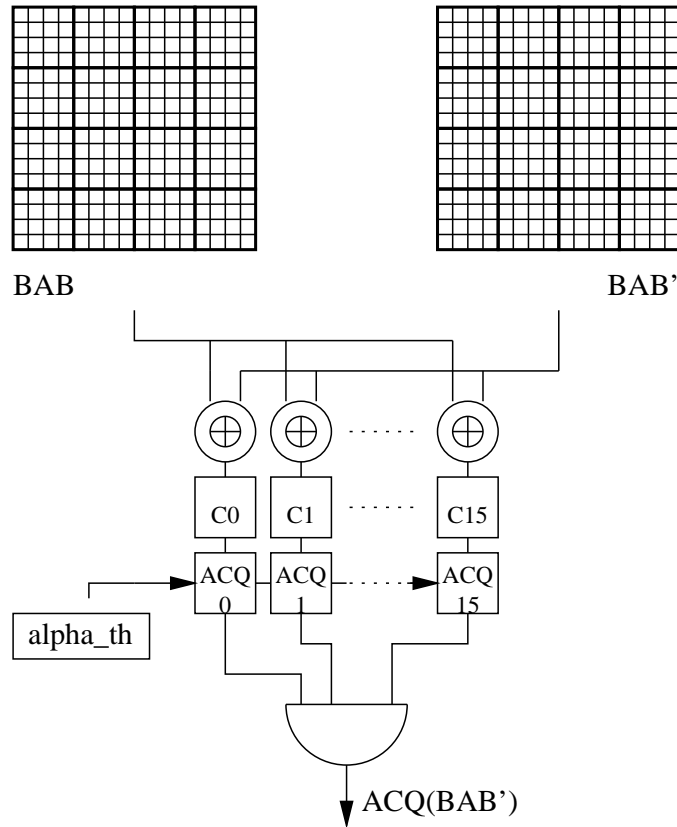 BAB BAB’
C0 C1 C15
ACQ ACQ ACQ
0 1 15
alpha_th
ACQ(BAB’)